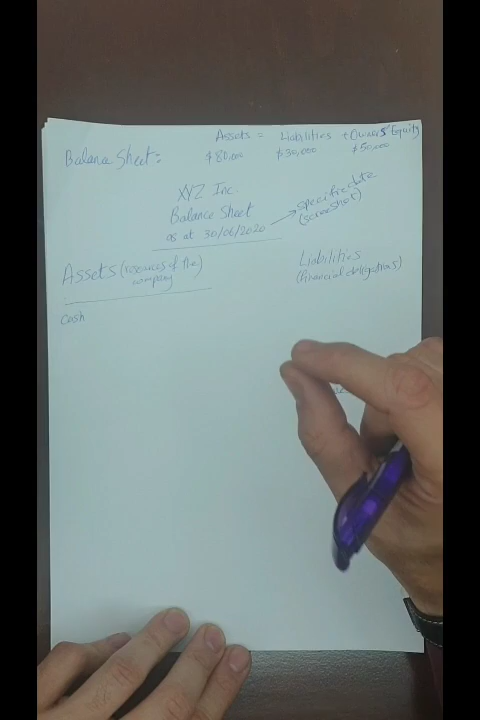 Assets = Liabilities + Owners' Equity
Balance Sheet: $80,000 $30,000 $50,000
XYZ Inc.
Balance Sheet
as at 30/06/2020
specific date
(screenshot)
Assets (resources of the
company)
Liabilities
(financial obligations)
Cash